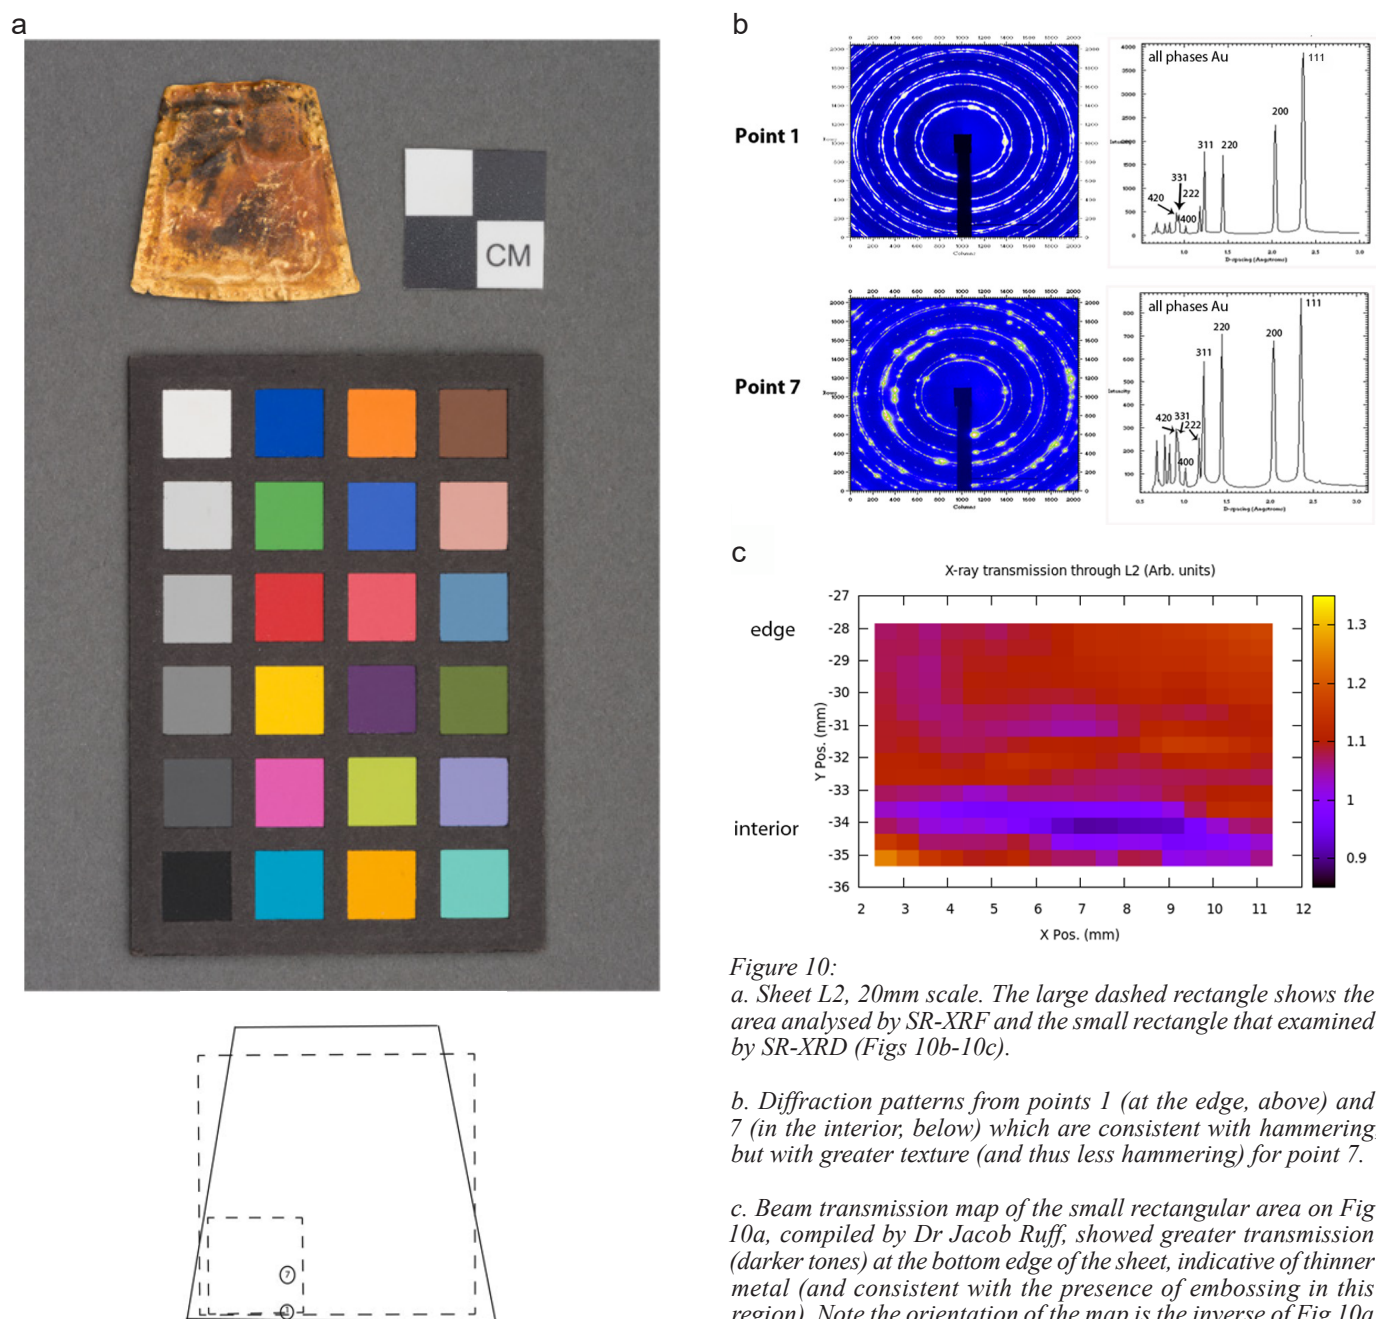 a
CM
7
1
b
Point 1
all phases Au
111
200
311 220
331
222
420
400
D-spacing (Angstroms)
Columns
Point 7
all phases Au
111
220
200
311
420 331 222
400
D-spacing (Angstroms)
Columns
c
X-ray transmission through L2 (Arb. units)
edge
interior
Y Pos. (mm)
-27
-28
-29
-30
-31
-32
-33
-34
-35
-36
2 3 4 5 6 7 8 9 10 11 12
X Pos. (mm)
1.3
1.2
1.1
1
0.9
Figure 10:
a. Sheet L2, 20mm scale. The large dashed rectangle shows the
area analysed by SR-XRF and the small rectangle that examined
by SR-XRD (Figs 10b-10c).
b. Diffraction patterns from points 1 (at the edge, above) and
7 (in the interior, below) which are consistent with hammering,
but with greater texture (and thus less hammering) for point 7.
c. Beam transmission map of the small rectangular area on Fig
10a, compiled by Dr Jacob Ruff, showed greater transmission
(darker tones) at the bottom edge of the sheet, indicative of thinner
metal (and consistent with the presence of embossing in this
region). Note the orientation of the map is the inverse of Fig 10a